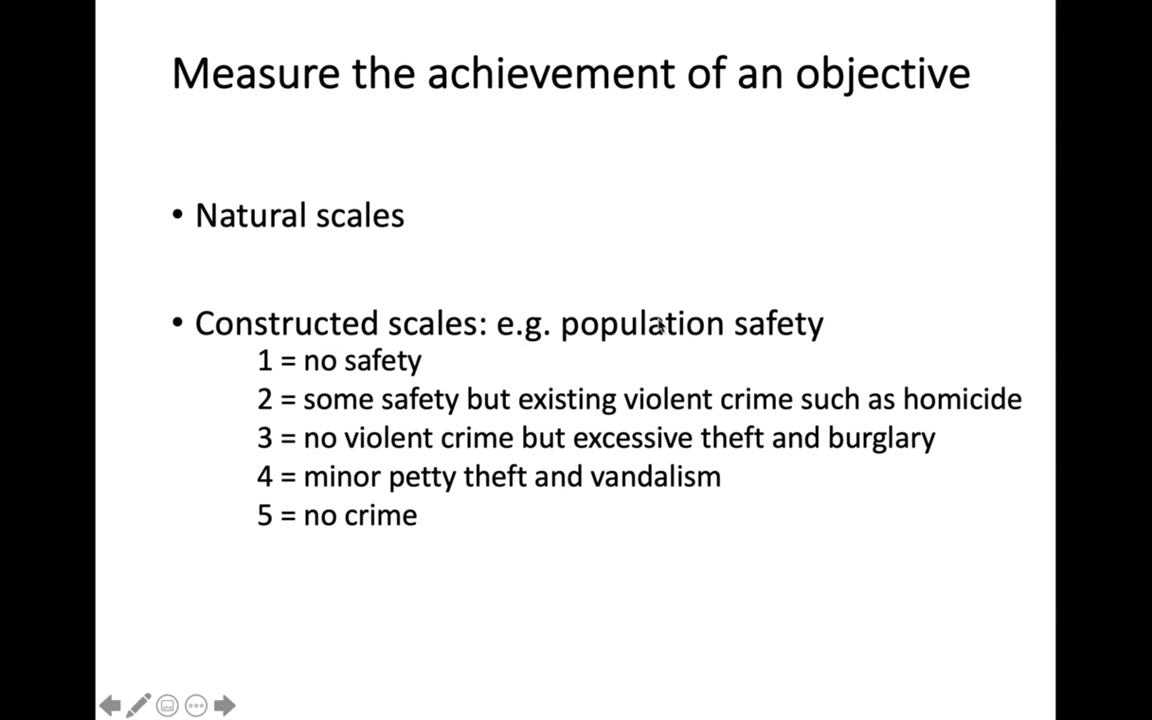 Measure the achievement of an objective
• Natural scales
• Constructed scales: e.g. population safety
1 = no safety
2 = some safety but existing violent crime such as homicide
3 = no violent crime but excessive theft and burglary
4 = minor petty theft and vandalism
5 = no crime